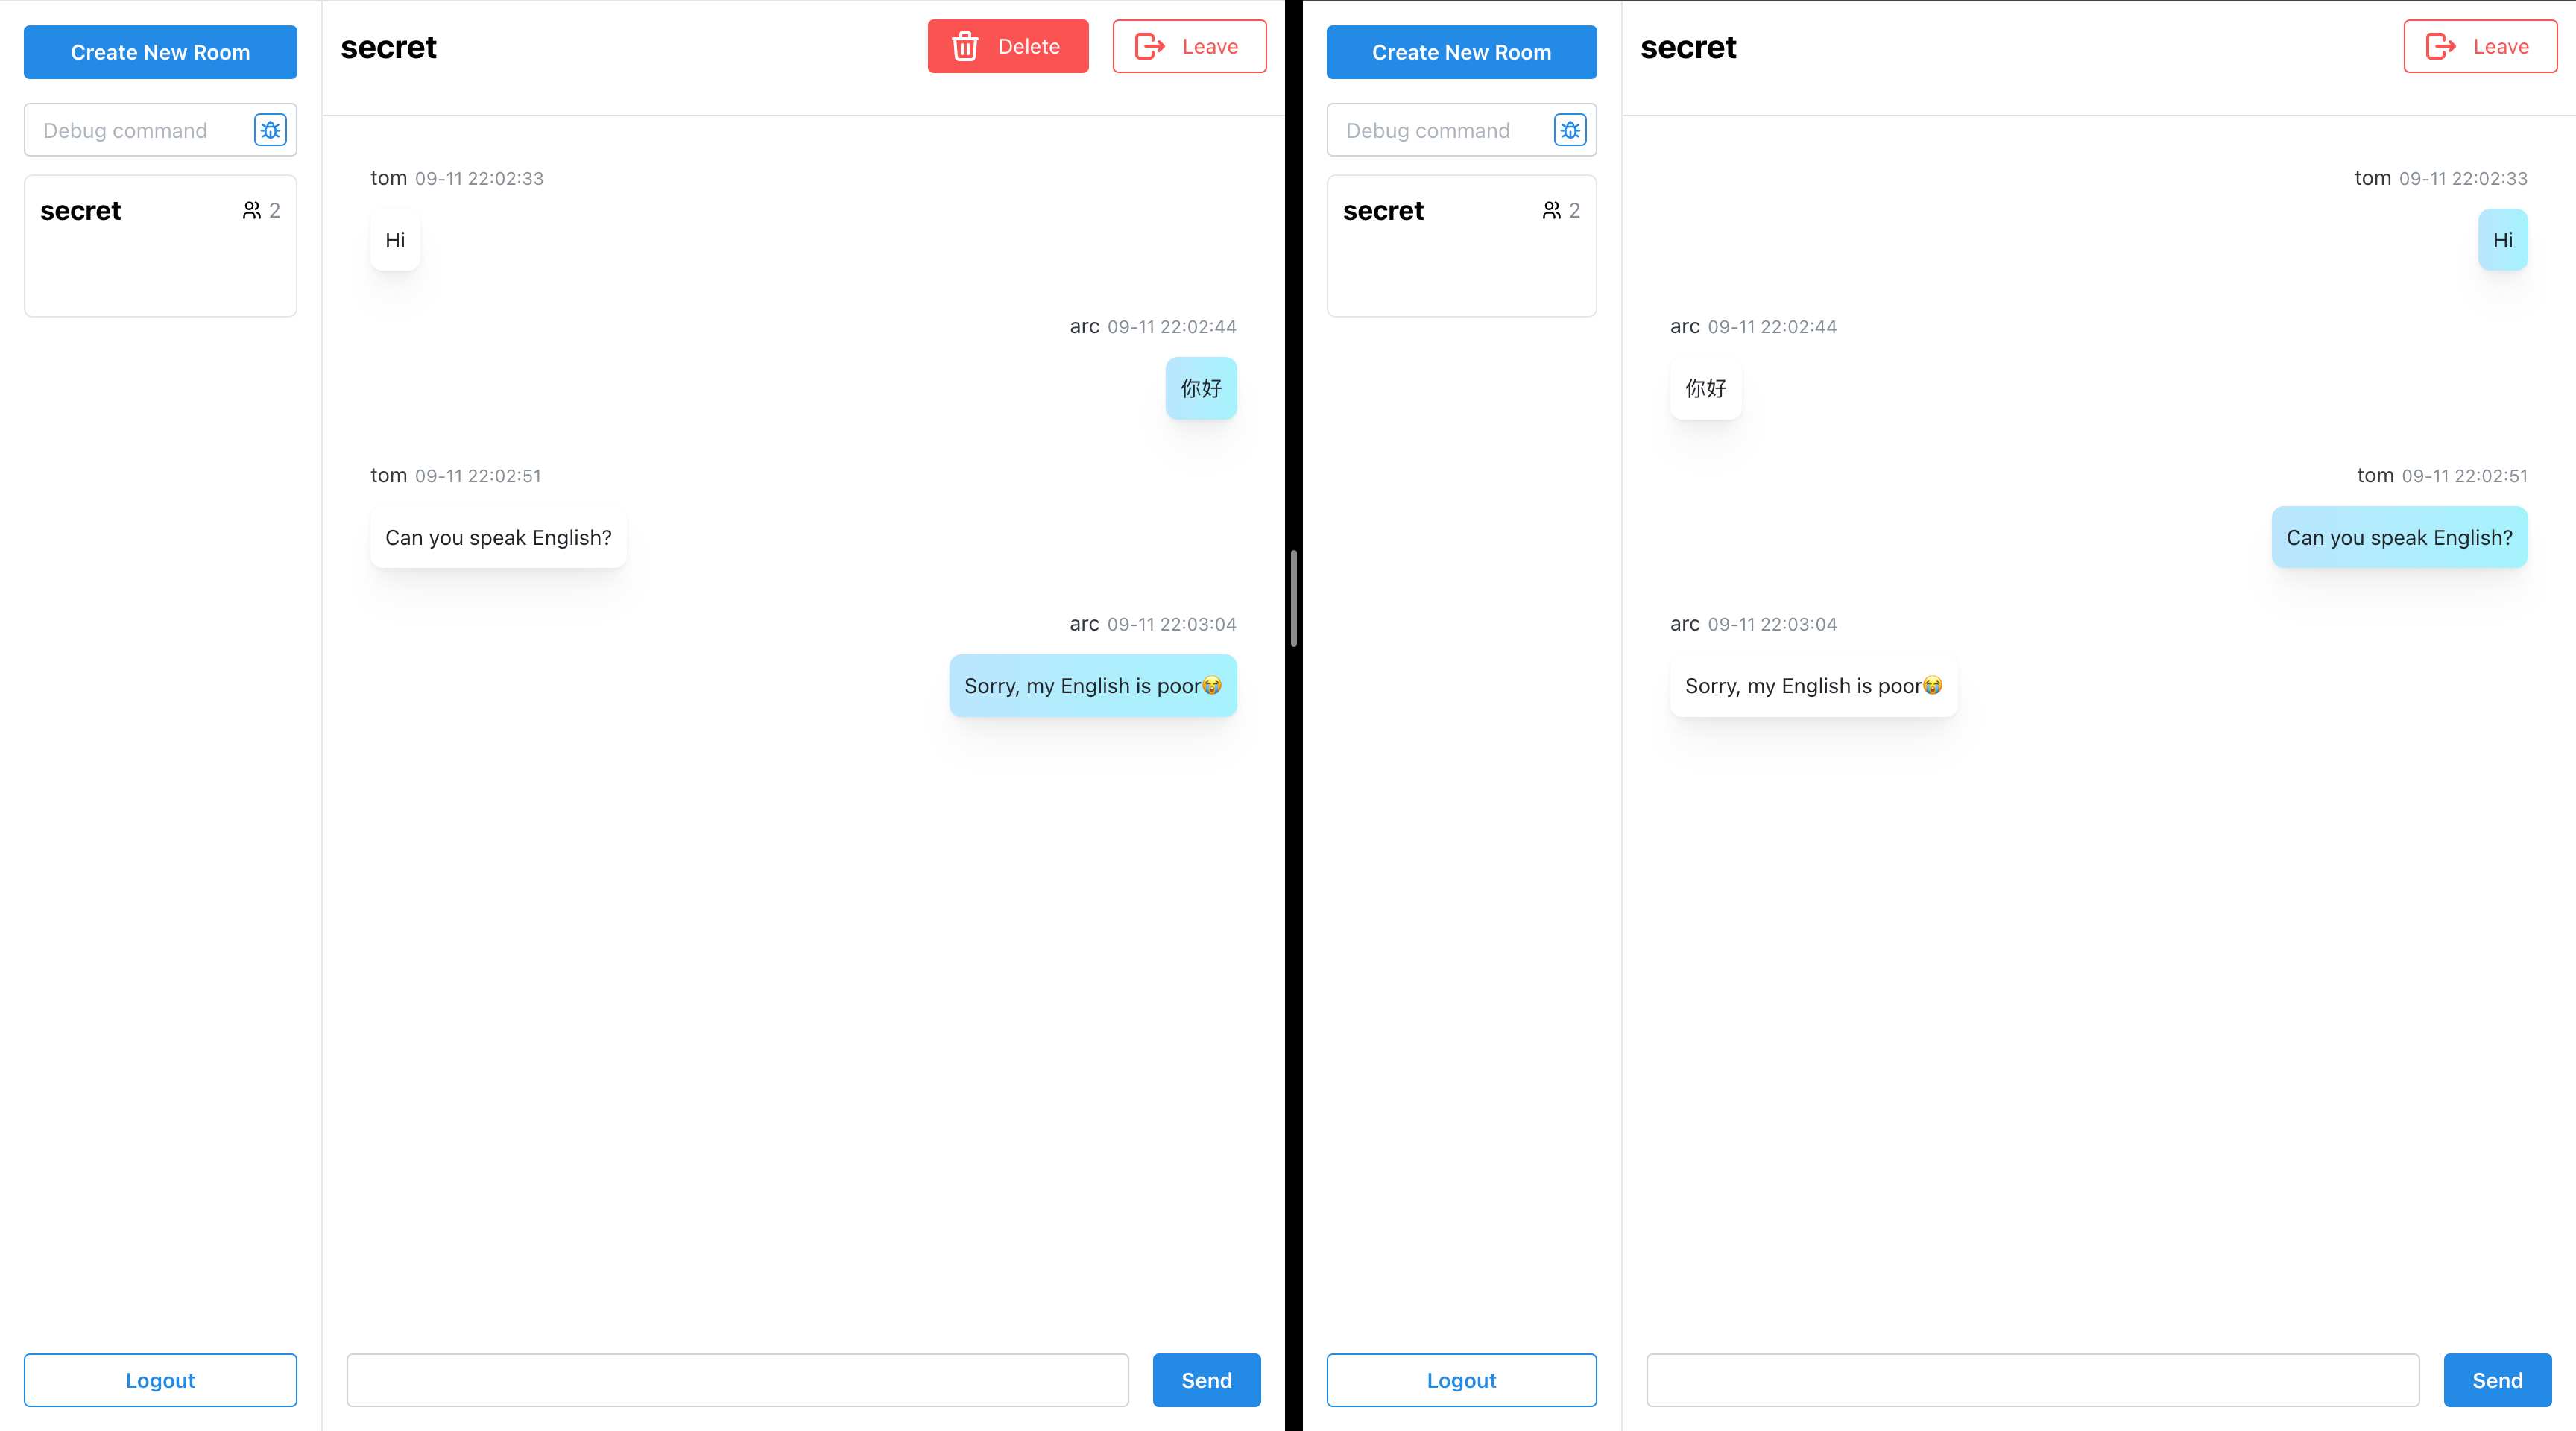 Create New Room
Debug command
secret 2
Logout
secret
Delete
Leave
tom 09-11 22:02:33
Hi
arc 09-11 22:02:44
你好
tom 09-11 22:02:51
Can you speak English?
arc 09-11 22:03:04
Sorry, my English is poor😭
Send
Create New Room
Debug command
secret 2
Logout
secret
Leave
tom 09-11 22:02:33
Hi
arc 09-11 22:02:44
你好
tom 09-11 22:02:51
Can you speak English?
arc 09-11 22:03:04
Sorry, my English is poor😭
Send